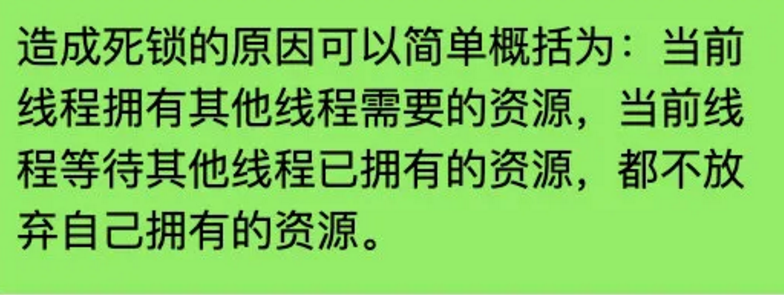 造成死锁的原因可以简单概括为：当前
线程拥有其他线程需要的资源，当前线
程等待其他线程已拥有的资源，都不放
弃自己拥有的资源。